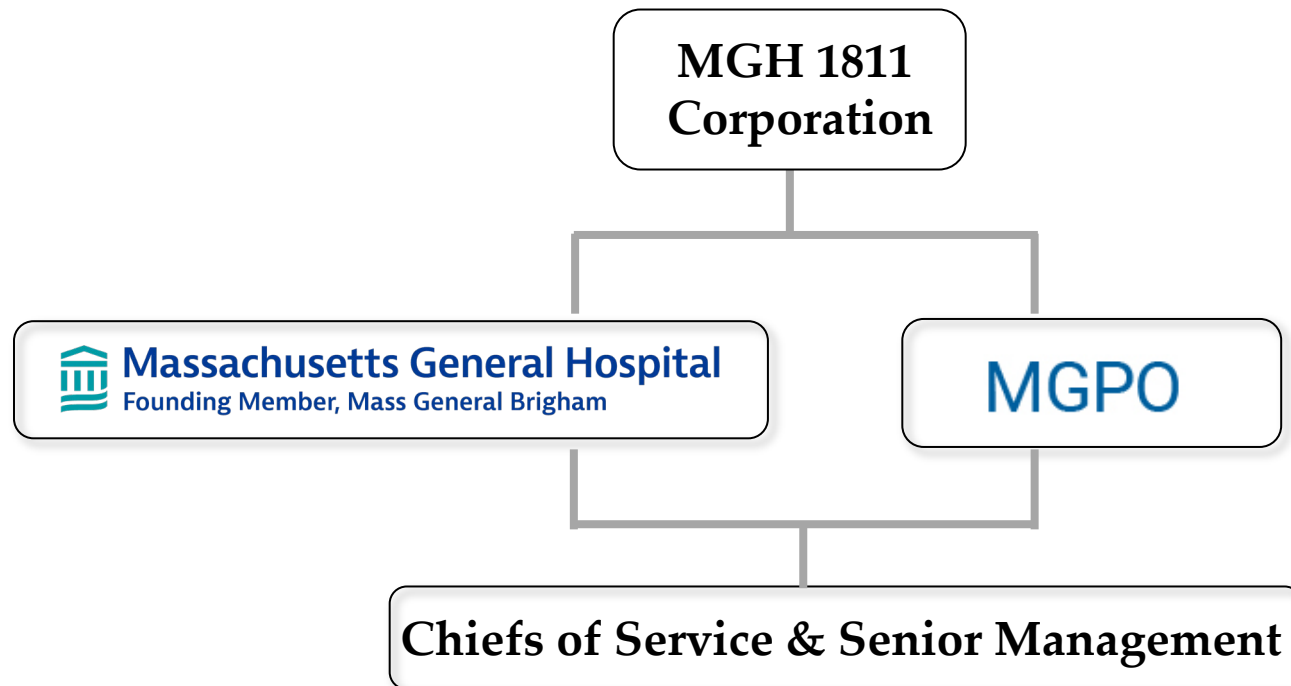 MGH 1811
Corporation
Massachusetts General Hospital
Founding Member, Mass General Brigham
MGPO
Chiefs of Service & Senior Management